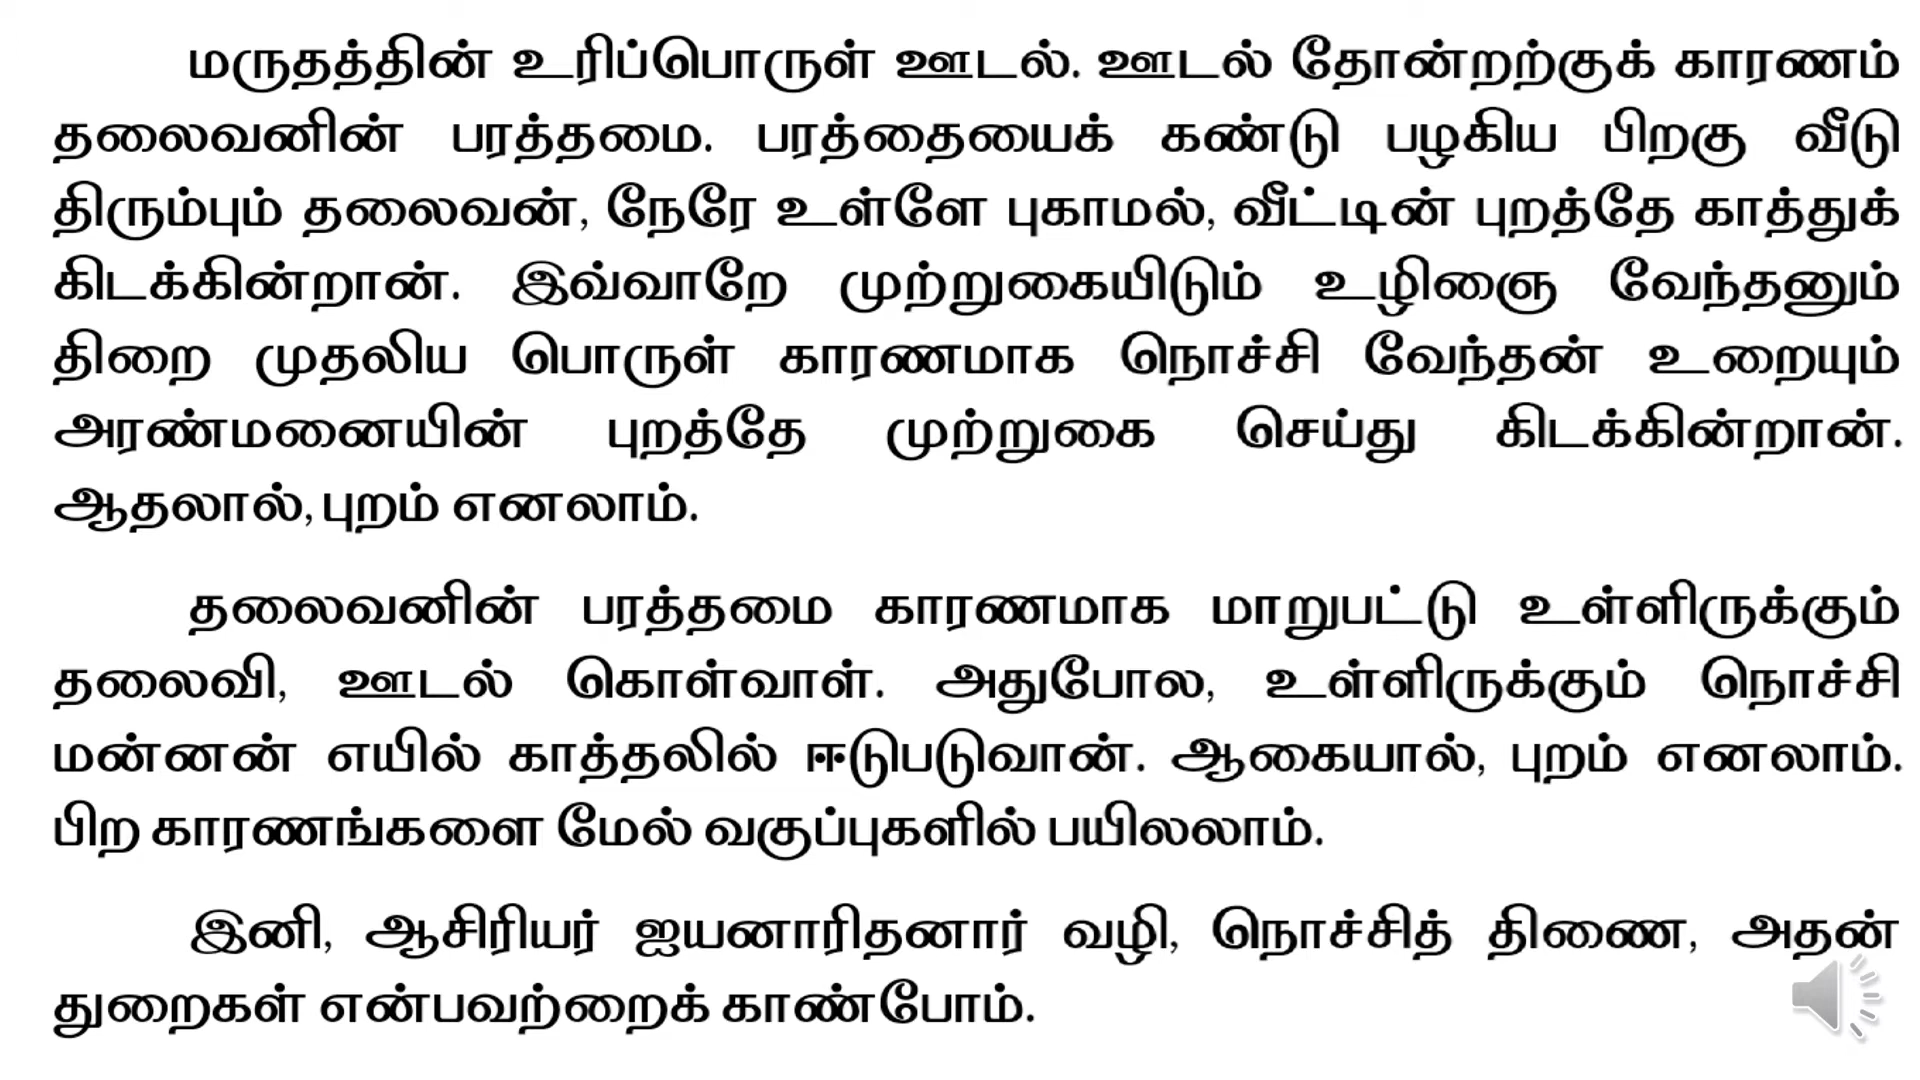 மருதத்தின் உரிப்பொருள் ஊடல். ஊடல் தோன்றற்குக் காரணம்
தலைவனின் பரத்தமை. பரத்தையைக் கண்டு பழகிய பிறகு வீடு
திரும்பும் தலைவன், நேரே உள்ளே புகாமல், வீட்டின் புறத்தே காத்துக்
கிடக்கின்றான். இவ்வாறே முற்றுகையிடும் உழிஞை வேந்தனும்
திறை முதலிய பொருள் காரணமாக நொச்சி வேந்தன் உறையும்
அரண்மனையின் புறத்தே முற்றுகை செய்து கிடக்கின்றான்.
ஆதலால், புறம் எனலாம்.
தலைவனின் பரத்தமை காரணமாக மாறுபட்டு உள்ளிருக்கும்
தலைவி, ஊடல் கொள்வாள். அதுபோல, உள்ளிருக்கும் நொச்சி
மன்னன் எயில் காத்தலில் ஈடுபடுவான். ஆகையால், புறம் எனலாம்.
பிற காரணங்களை மேல் வகுப்புகளில் பயிலலாம்.
இனி, ஆசிரியர் ஐயனாரிதனார் வழி, நொச்சித் திணை, அதன்
துறைகள் என்பவற்றைக் காண்போம்.